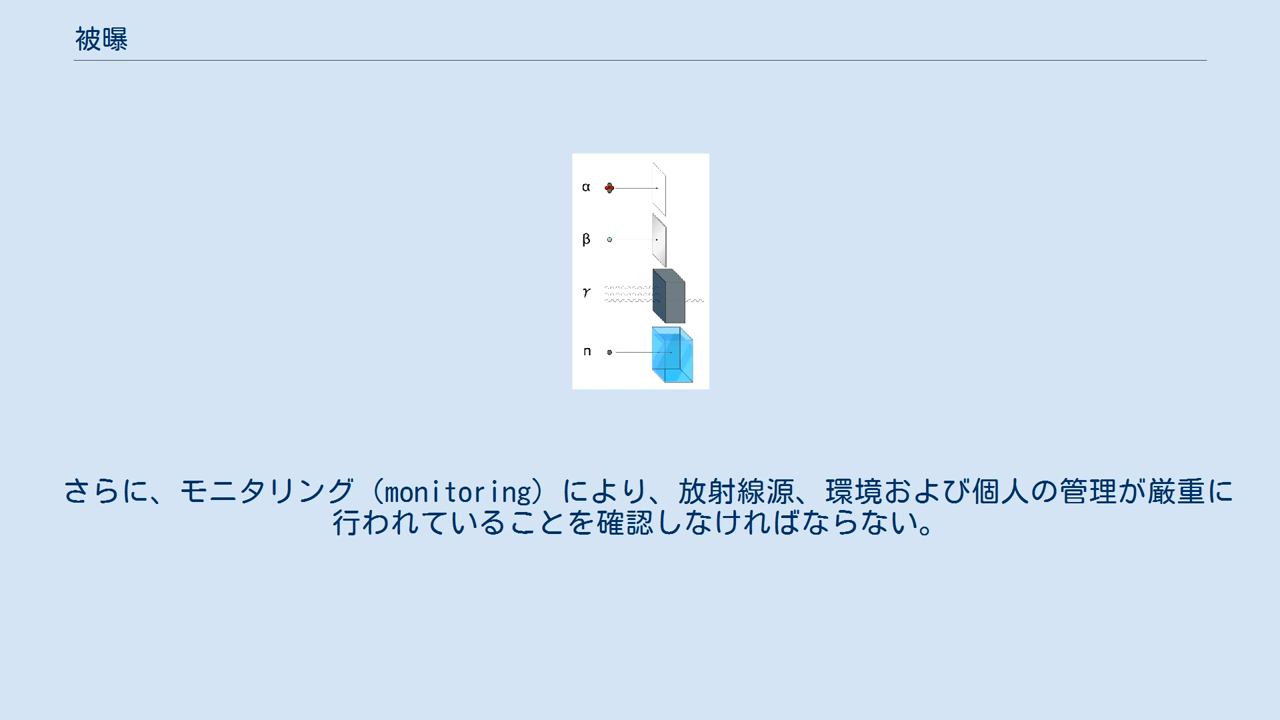 被曝
α
β
γ
n
さらに、モニタリング（monitoring）により、放射線源、環境および個人の管理が厳重に
行われていることを確認しなければならない。